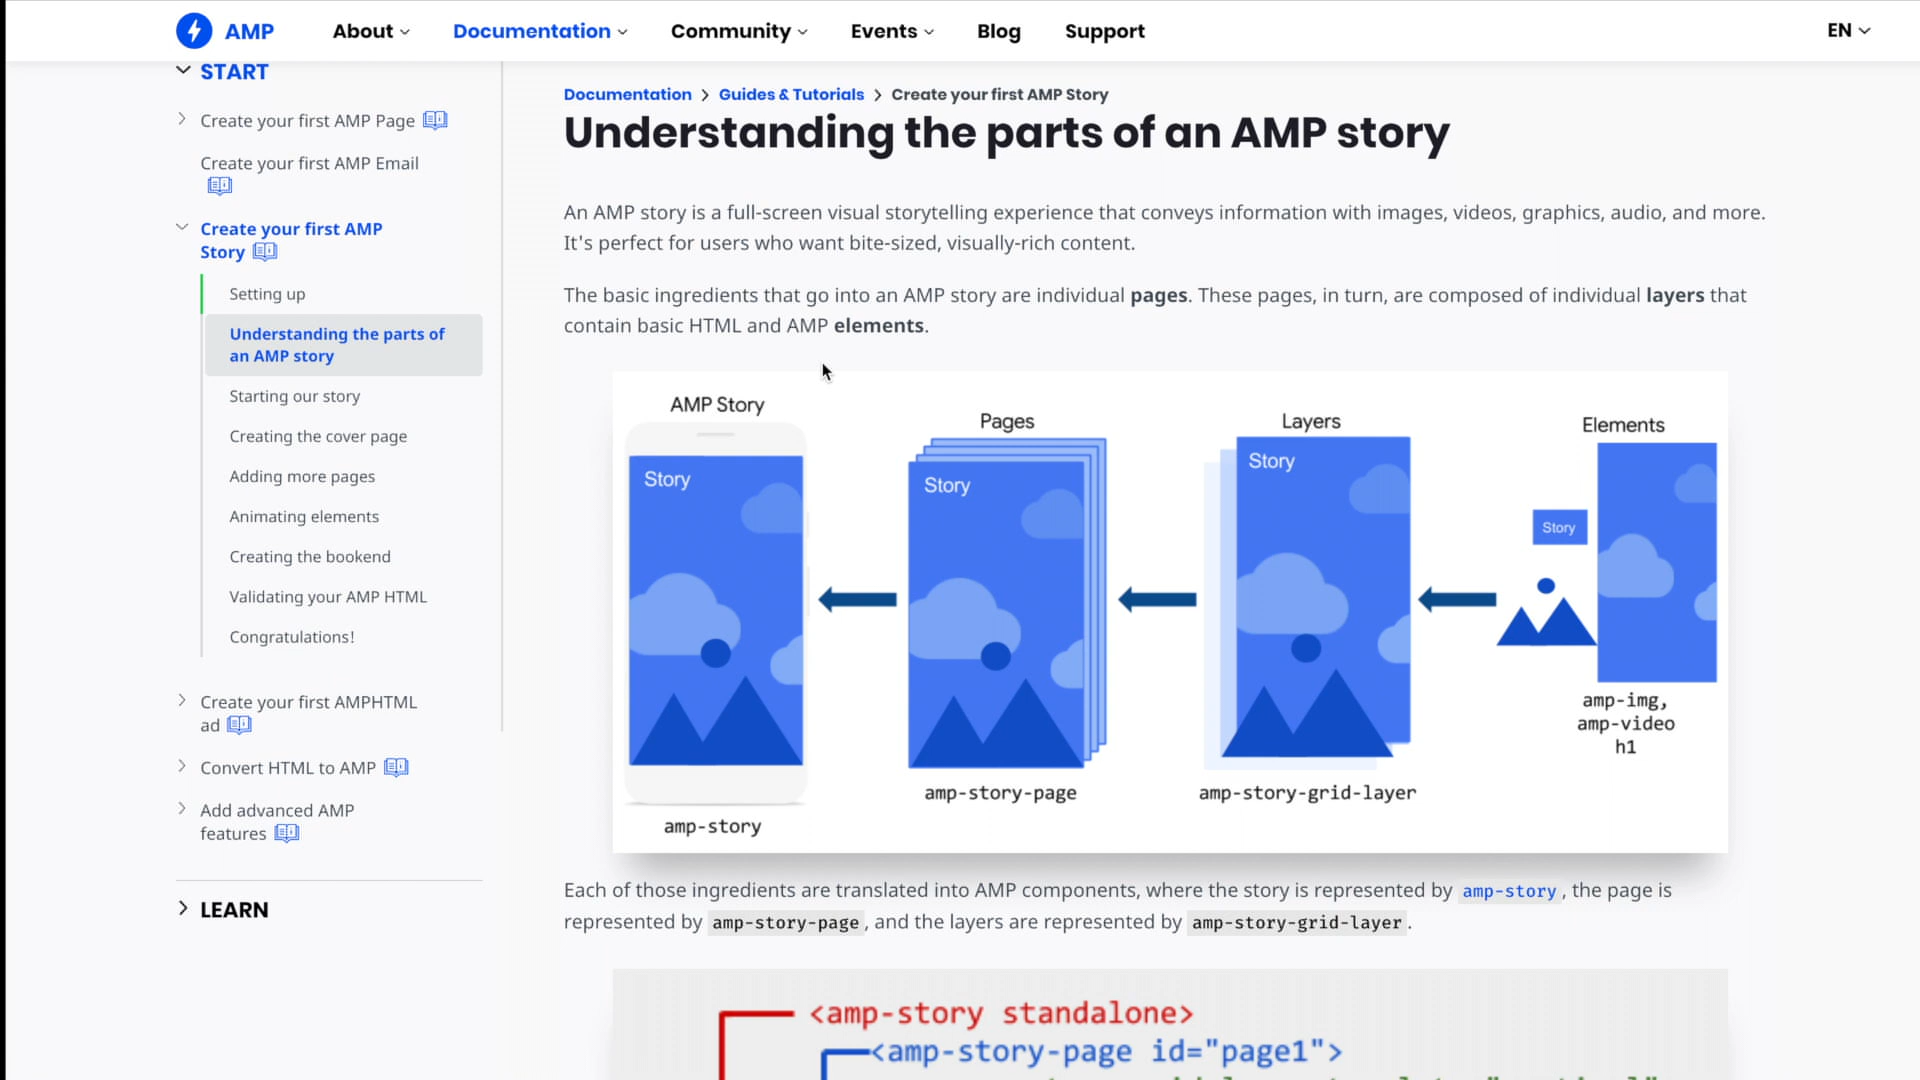 AMP
About
Documentation
Community
Events
Blog
Support
EN
START
Create your first AMP Page
Create your first AMP Email
Create your first AMP
Story
Setting up
Understanding the parts of
an AMP story
Starting our story
Creating the cover page
Adding more pages
Animating elements
Creating the bookend
Validating your AMP HTML
Congratulations!
Create your first AMPHTML
ad
Convert HTML to AMP
Add advanced AMP
features
LEARN
Documentation > Guides & Tutorials > Create your first AMP Story
Understanding the parts of an AMP story
An AMP story is a full-screen visual storytelling experience that conveys information with images, videos, graphics, audio, and more.
It's perfect for users who want bite-sized, visually-rich content.
The basic ingredients that go into an AMP story are individual pages. These pages, in turn, are composed of individual layers that
contain basic HTML and AMP elements.
AMP Story
Story
amp-story
Pages
Story
amp-story-page
Layers
Story
amp-story-grid-layer
Elements
Story
amp-img,
amp-video
h1
Each of those ingredients are translated into AMP components, where the story is represented by amp-story, the page is
represented by amp-story-page, and the layers are represented by amp-story-grid-layer.
<amp-story standalone>
<amp-story-page id="page1">